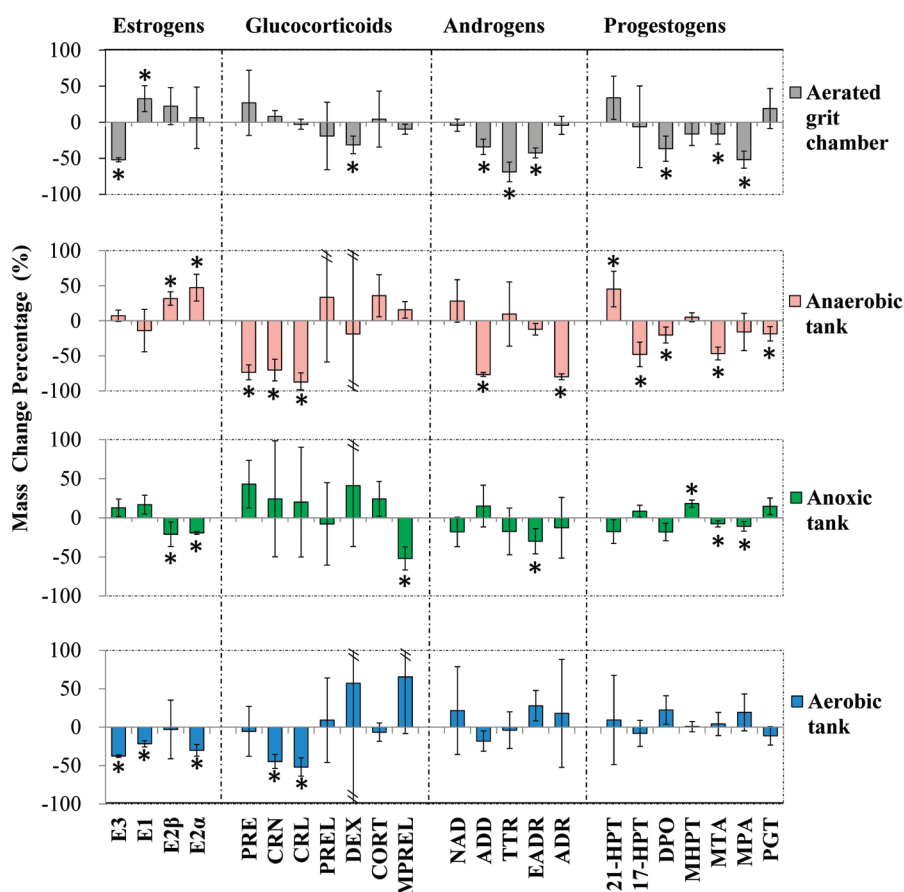 Estrogens Glucocorticoids Androgens Progestogens
Mass Change Percentage (%)
100
50
0
-50
-100
* * * * * * * * *
Aerated
grit
chamber
100
50
0
-50
-100
* * * * * * * * * * * *
Anaerobic
tank
100
50
0
-50
-100
* * * * * * *
Anoxic
tank
100
50
0
-50
-100
* * * * *
Aerobic
tank
E3 E1 E2β E2α PRE CRN CRL PREL DEX CORT MPREL NAD ADD TTR EADR ADR 21-HPT 17-HPT DPO MHPT MTA MPA PGT